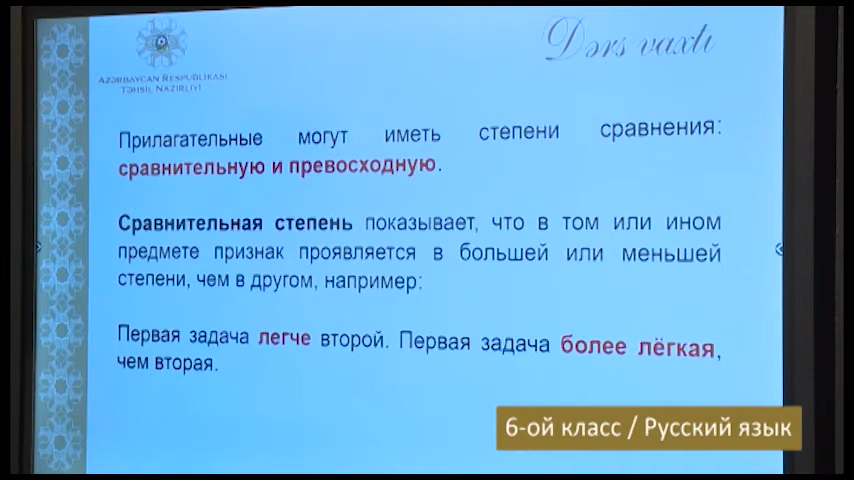 Dərs vaxtı
AZƏRBAYCAN RESPUBLİKASI
TƏHSİL NAZİRLİYİ
Прилагательные могут иметь степени сравнения:
сравнительную и превосходную.
Сравнительная степень показывает, что в том или ином
предмете признак проявляется в большей или меньшей
степени, чем в другом, например:
Первая задача легче второй. Первая задача более лёгкая,
чем вторая.
6-ой класс / Русский язык